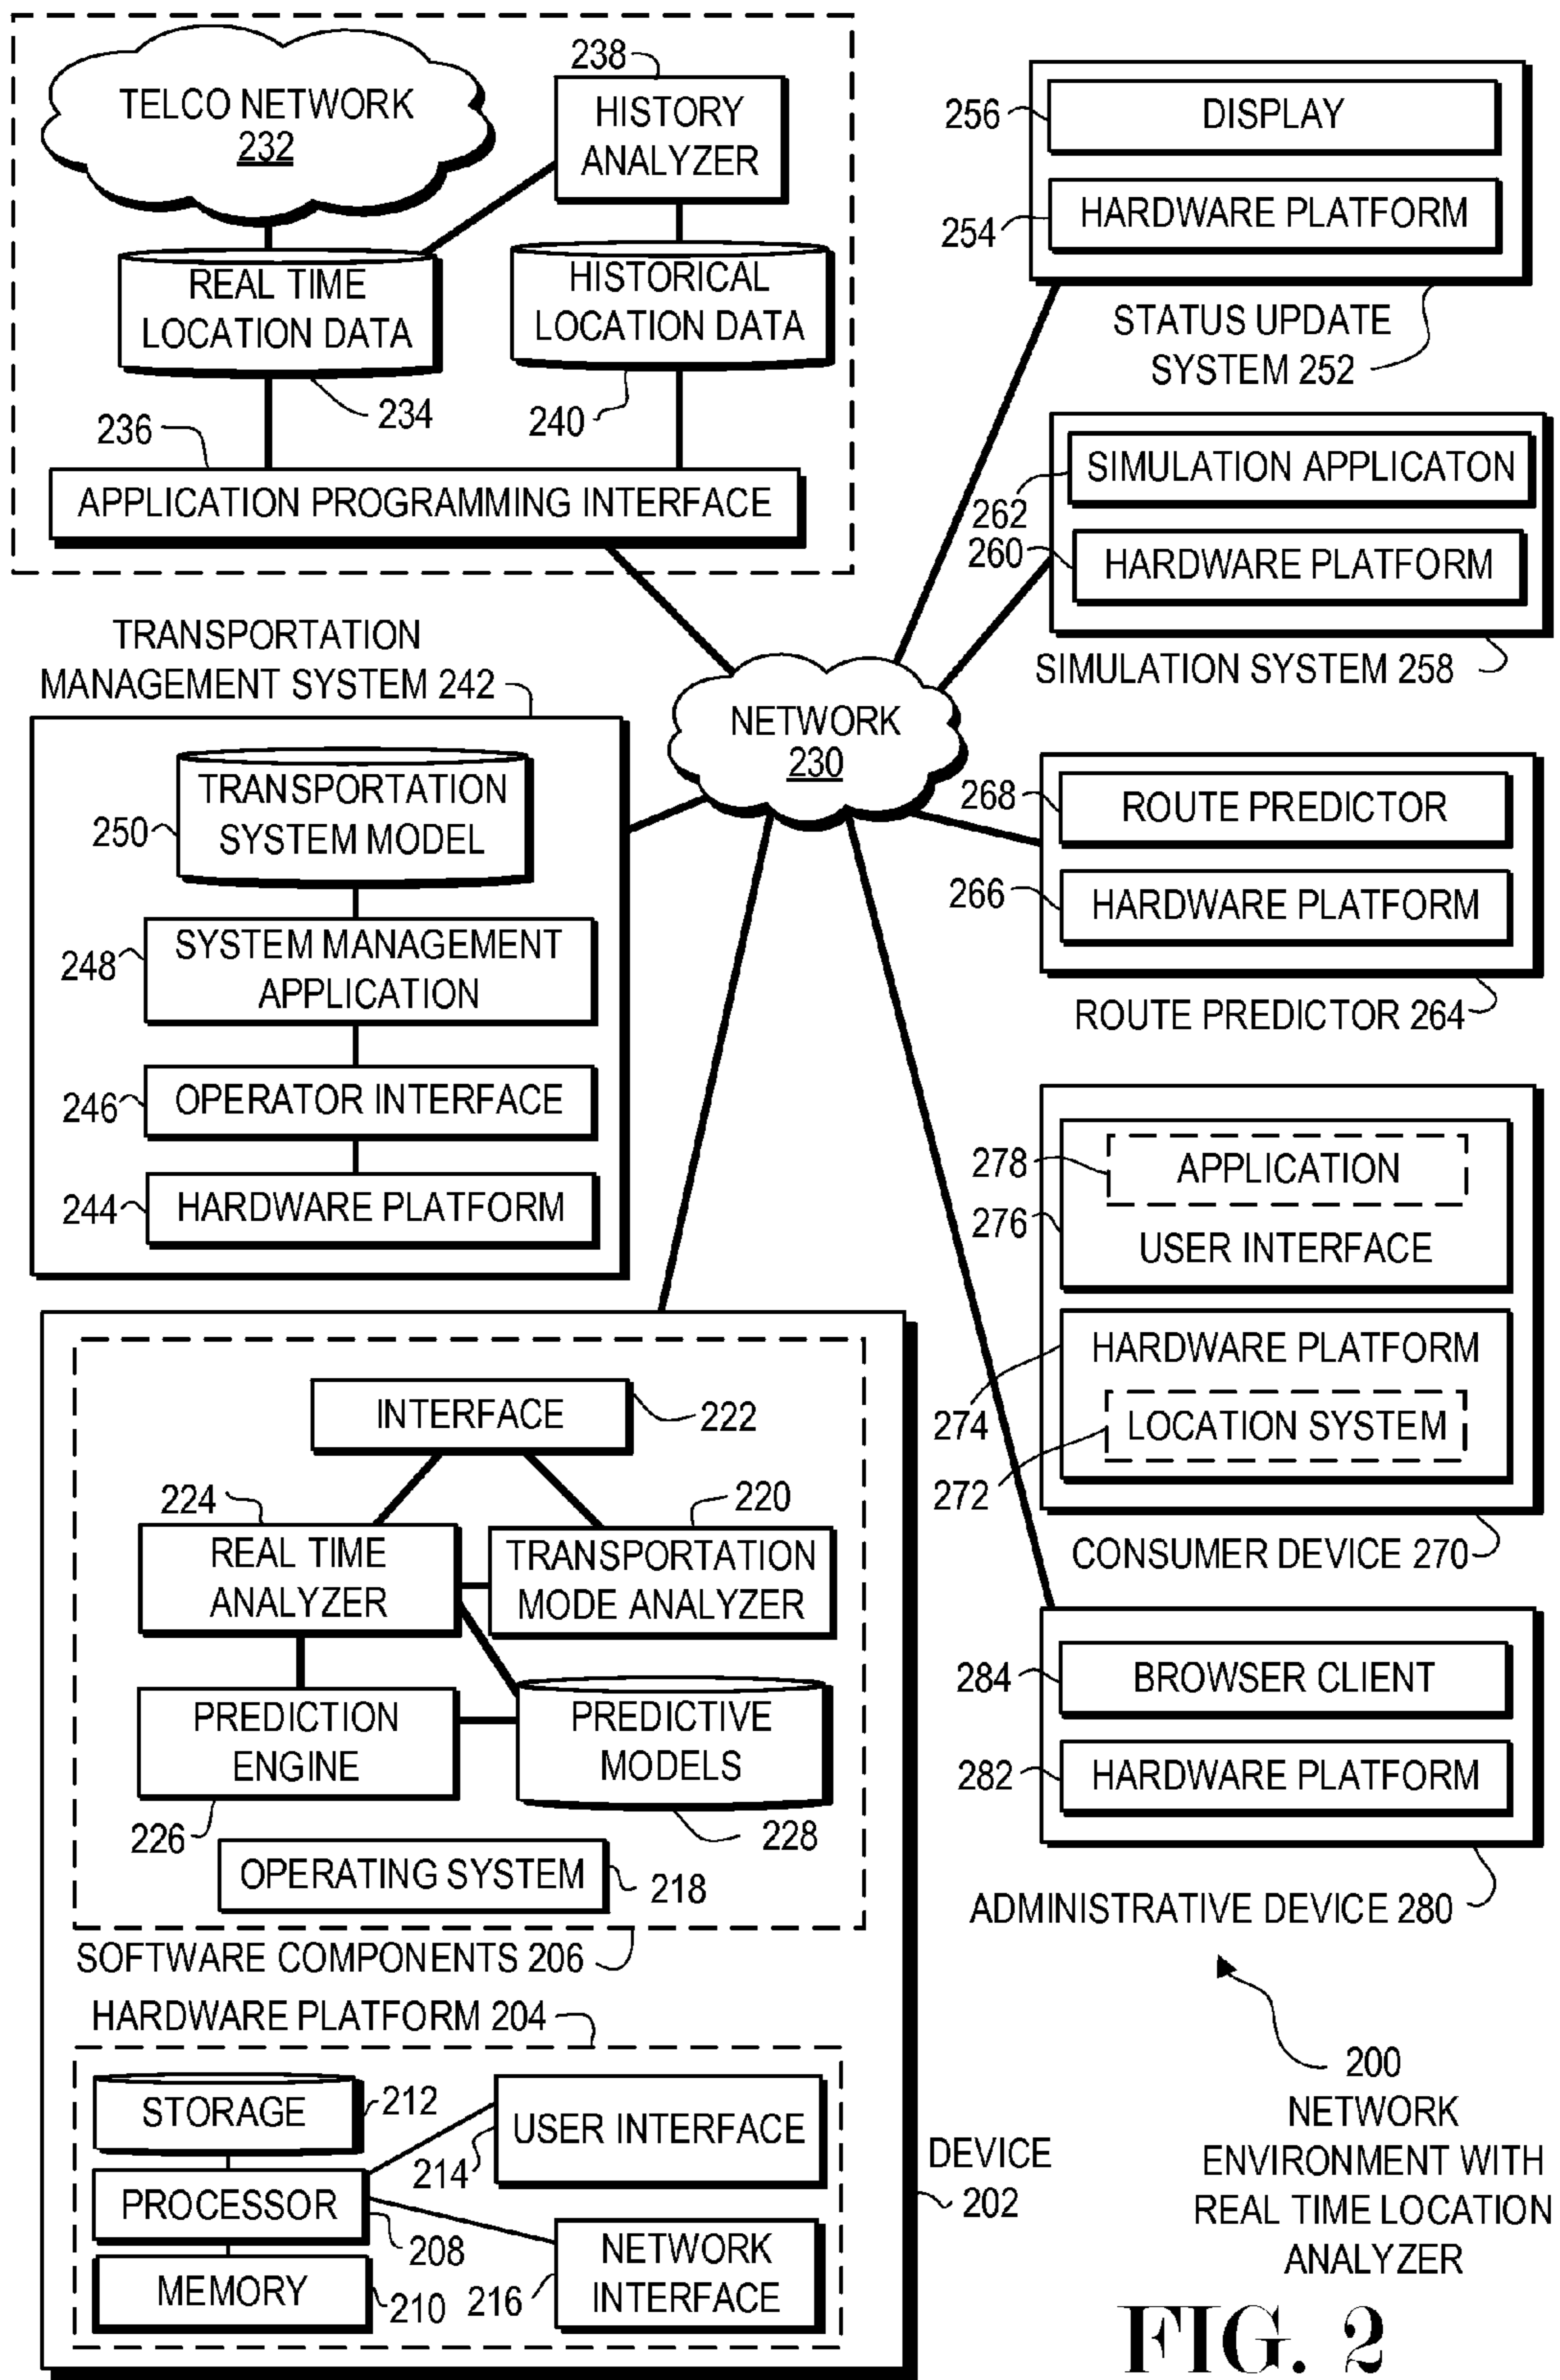 TELCO NETWORK
232
238
HISTORY
ANALYZER
REAL TIME
LOCATION DATA
234
HISTORICAL
LOCATION DATA
240
236
APPLICATION PROGRAMMING INTERFACE
256
DISPLAY
254
HARDWARE PLATFORM
STATUS UPDATE
SYSTEM 252
SIMULATION APPLICATON
262
260
HARDWARE PLATFORM
SIMULATION SYSTEM 258
NETWORK
230
TRANSPORTATION
MANAGEMENT SYSTEM 242
TRANSPORTATION
SYSTEM MODEL
250
SYSTEM MANAGEMENT
APPLICATION
248
246
OPERATOR INTERFACE
244
HARDWARE PLATFORM
268
ROUTE PREDICTOR
266
HARDWARE PLATFORM
ROUTE PREDICTOR 264
278
APPLICATION
276
USER INTERFACE
HARDWARE PLATFORM
274
LOCATION SYSTEM
272
CONSUMER DEVICE 270
284
BROWSER CLIENT
282
HARDWARE PLATFORM
ADMINISTRATIVE DEVICE 280
INTERFACE
222
224
REAL TIME
ANALYZER
220
TRANSPORTATION
MODE ANALYZER
PREDICTION
ENGINE
226
PREDICTIVE
MODELS
228
OPERATING SYSTEM
218
SOFTWARE COMPONENTS 206
HARDWARE PLATFORM 204
STORAGE
212
PROCESSOR
208
MEMORY
210
USER INTERFACE
214
NETWORK
INTERFACE
216
DEVICE
202
200
NETWORK
ENVIRONMENT WITH
REAL TIME LOCATION
ANALYZER
FIG. 2